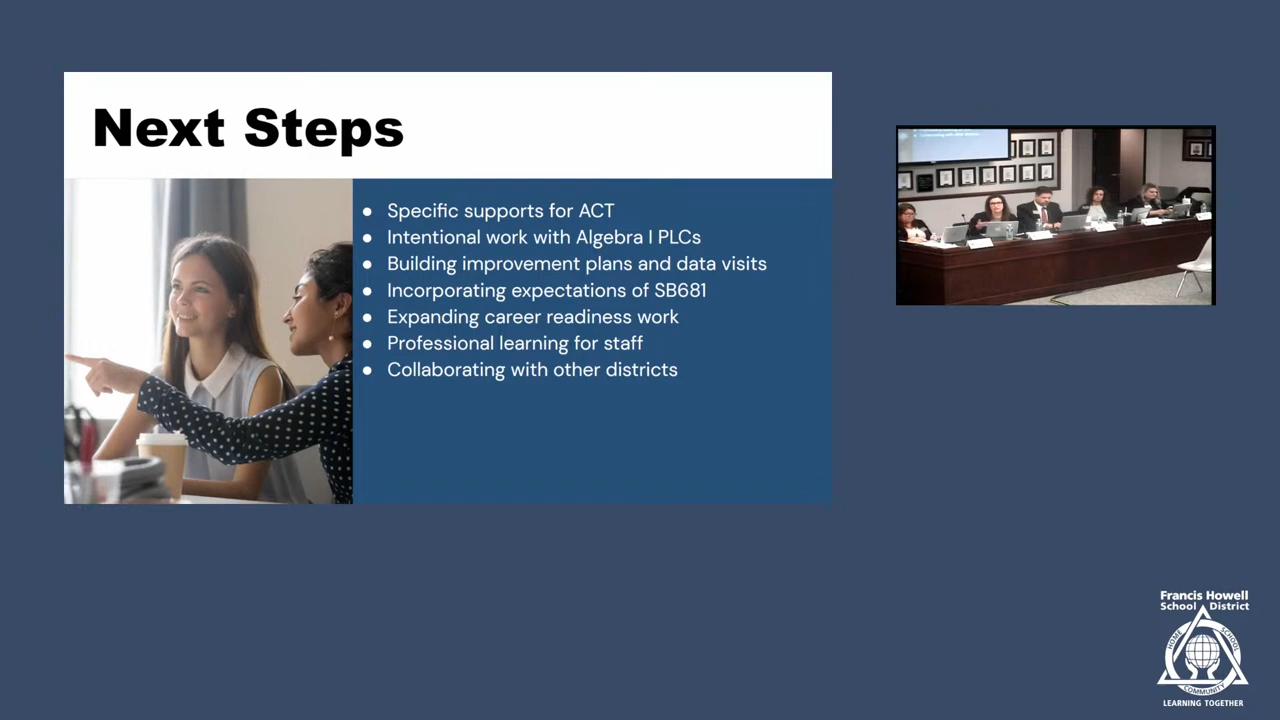 Next Steps
● Specific supports for ACT
● Intentional work with Algebra I PLCs
● Building improvement plans and data visits
● Incorporating expectations of SB681
● Expanding career readiness work
● Professional learning for staff
● Collaborating with other districts
Francis Howell
School District
HOME
SCHOOL
COMMUNITY
LEARNING TOGETHER